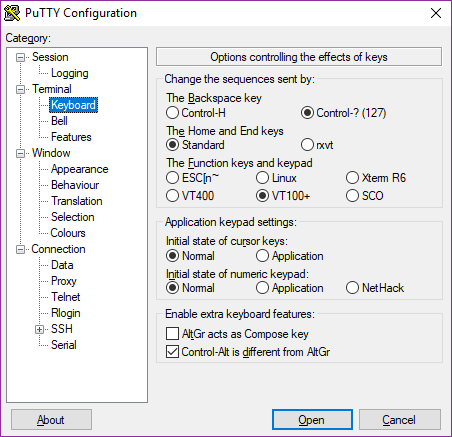 PuTTY Configuration
Category:
Session
Logging
Terminal
Keyboard
Bell
Features
Window
Appearance
Behaviour
Translation
Selection
Colours
Connection
Data
Proxy
Telnet
Rlogin
SSH
Serial
Options controlling the effects of keys
Change the sequences sent by:
The Backspace key
Control-H Control-? (127)
The Home and End keys
Standard rxvt
The Function keys and keypad
ESC[n~ Linux Xterm R6
VT400 VT100+ SCO
Application keypad settings:
Initial state of cursor keys:
Normal Application
Initial state of numeric keypad:
Normal Application NetHack
Enable extra keyboard features:
AltGr acts as Compose key
Control-Alt is different from AltGr
About Open Cancel